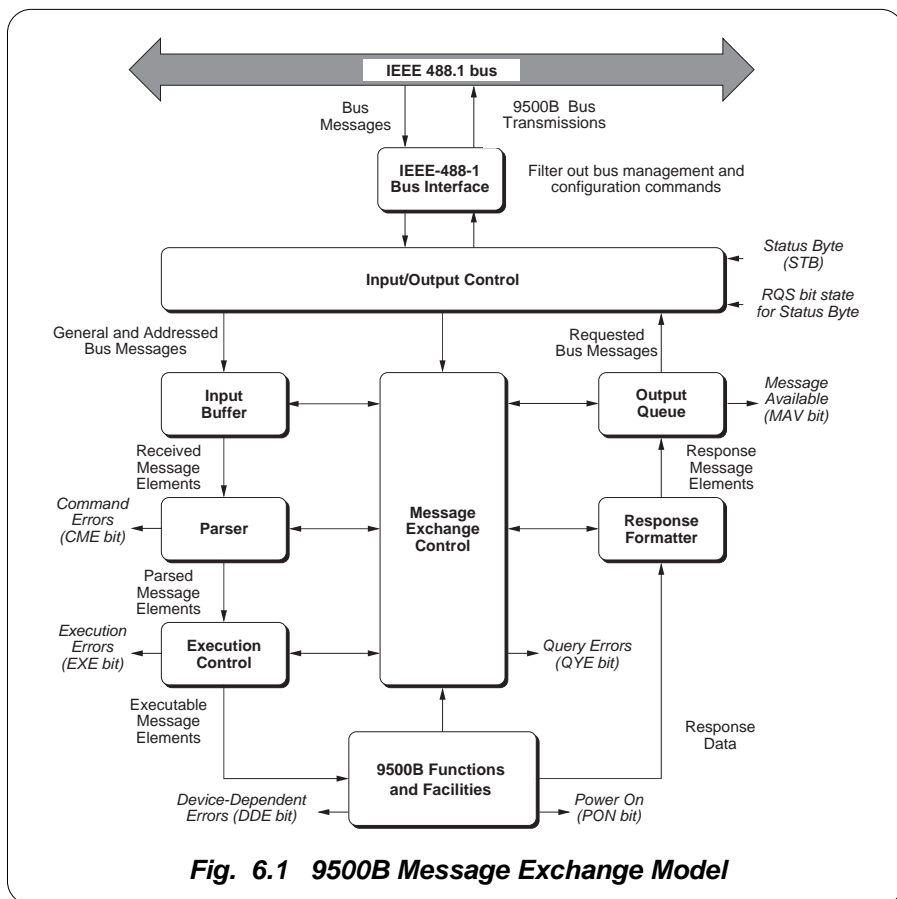 IEEE 488.1 bus
Bus
Messages
9500B Bus
Transmissions
IEEE-488-1
Bus Interface
Filter out bus management and
configuration commands
Input/Output Control
Status Byte
(STB)
RQS bit state
for Status Byte
General and Addressed
Bus Messages
Requested
Bus Messages
Input
Buffer
Output
Queue
Message
Available
(MAV bit)
Received
Message
Elements
Response
Message
Elements
Command
Errors
(CME bit)
Parser
Message
Exchange
Control
Response
Formatter
Parsed
Message
Elements
Execution
Errors
(EXE bit)
Execution
Control
Query Errors
(QYE bit)
Executable
Message
Elements
Response
Data
9500B Functions
and Facilities
Device-Dependent
Errors (DDE bit)
Power On
(PON bit)
Fig. 6.1 9500B Message Exchange Model